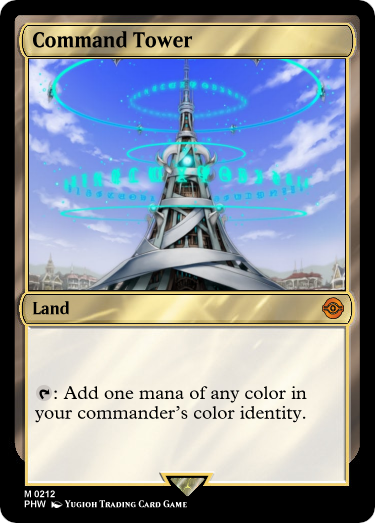 Command Tower
Land
: Add one mana of any color in
your commander's color identity.
M 0212
PHW Yugioh Trading Card Game